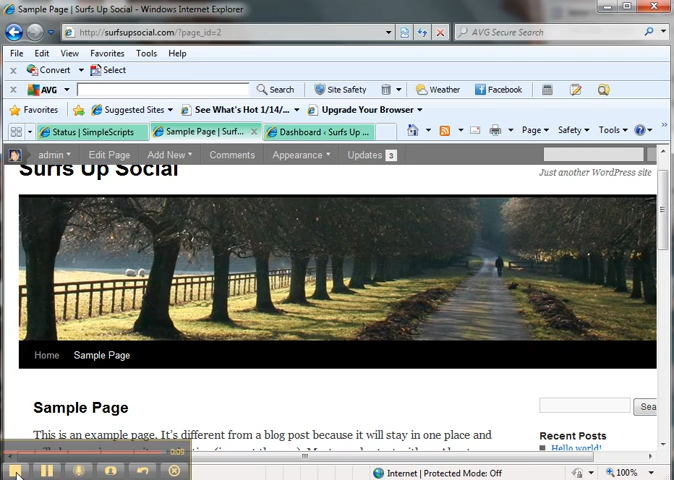 Sample Page | Surfs Up Social - Windows Internet Explorer
http://surfsupsocial.com/?page_id=2
AVG Secure Search
File Edit View Favorites Tools Help
x Convert Select
x AVG Search Site Safety Weather Facebook
Favorites Suggested Sites See What's Hot 1/14/... Upgrade Your Browser
Status | SimpleScripts Sample Page | Surf... x Dashboard ‹ Surfs Up ...
Page Safety Tools
admin Edit Page Add New Comments Appearance Updates 3
Surfs Up Social
Just another WordPress site
Home Sample Page
Sample Page
Sea
This is an example page. It's different from a blog post because it will stay in one place and
Recent Posts
Hello world!
0:09
Internet | Protected Mode: Off
100%